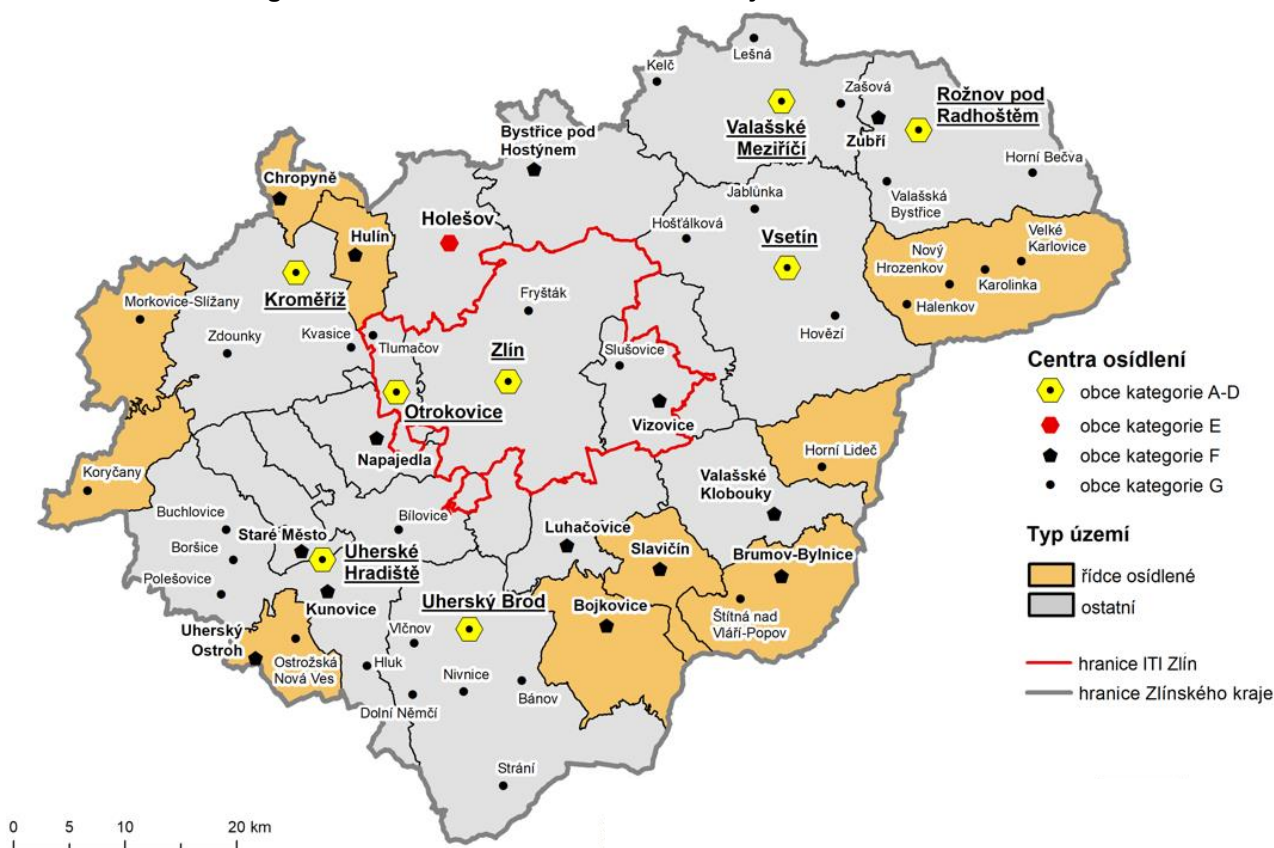 Lešná
Kelč
Zašová
Rožnov pod
Radhoštěm
Valašské
Meziříčí
Zubří
Bystřice pod
Hostýnem
Horní Bečva
Chropyně
Jablůnka
Valašská
Bystřice
Holešov
Hošťálková
Hulín
Vsetín
Velké
Karlovice
Nový
Hrozenkov
Karolinka
Kroměříž
Morkovice-Slížany
Fryšták
Halenkov
Zdounky
Kvasice
Tlumačov
Hovězí
Zlín
Slušovice
Otrokovice
Vizovice
Napajedla
Koryčany
Horní Lideč
Valašské
Klobouky
Buchlovice
Bílovice
Staré Město
Luhačovice
Boršice
Uherské
Hradiště
Slavičín
Brumov-Bylnice
Polešovice
Kunovice
Uherský Brod
Bojkovice
Štítná nad
Vláří-Popov
Uherský
Ostroh
Vlčnov
Ostrožská
Nová Ves
Hluk
Nivnice
Bánov
Dolní Němčí
Strání
Centra osídlení
obce kategorie A-D
obce kategorie E
obce kategorie F
obce kategorie G
Typ území
řídce osídlené
ostatní
hranice ITI Zlín
hranice Zlínského kraje
0 5 10 20 km